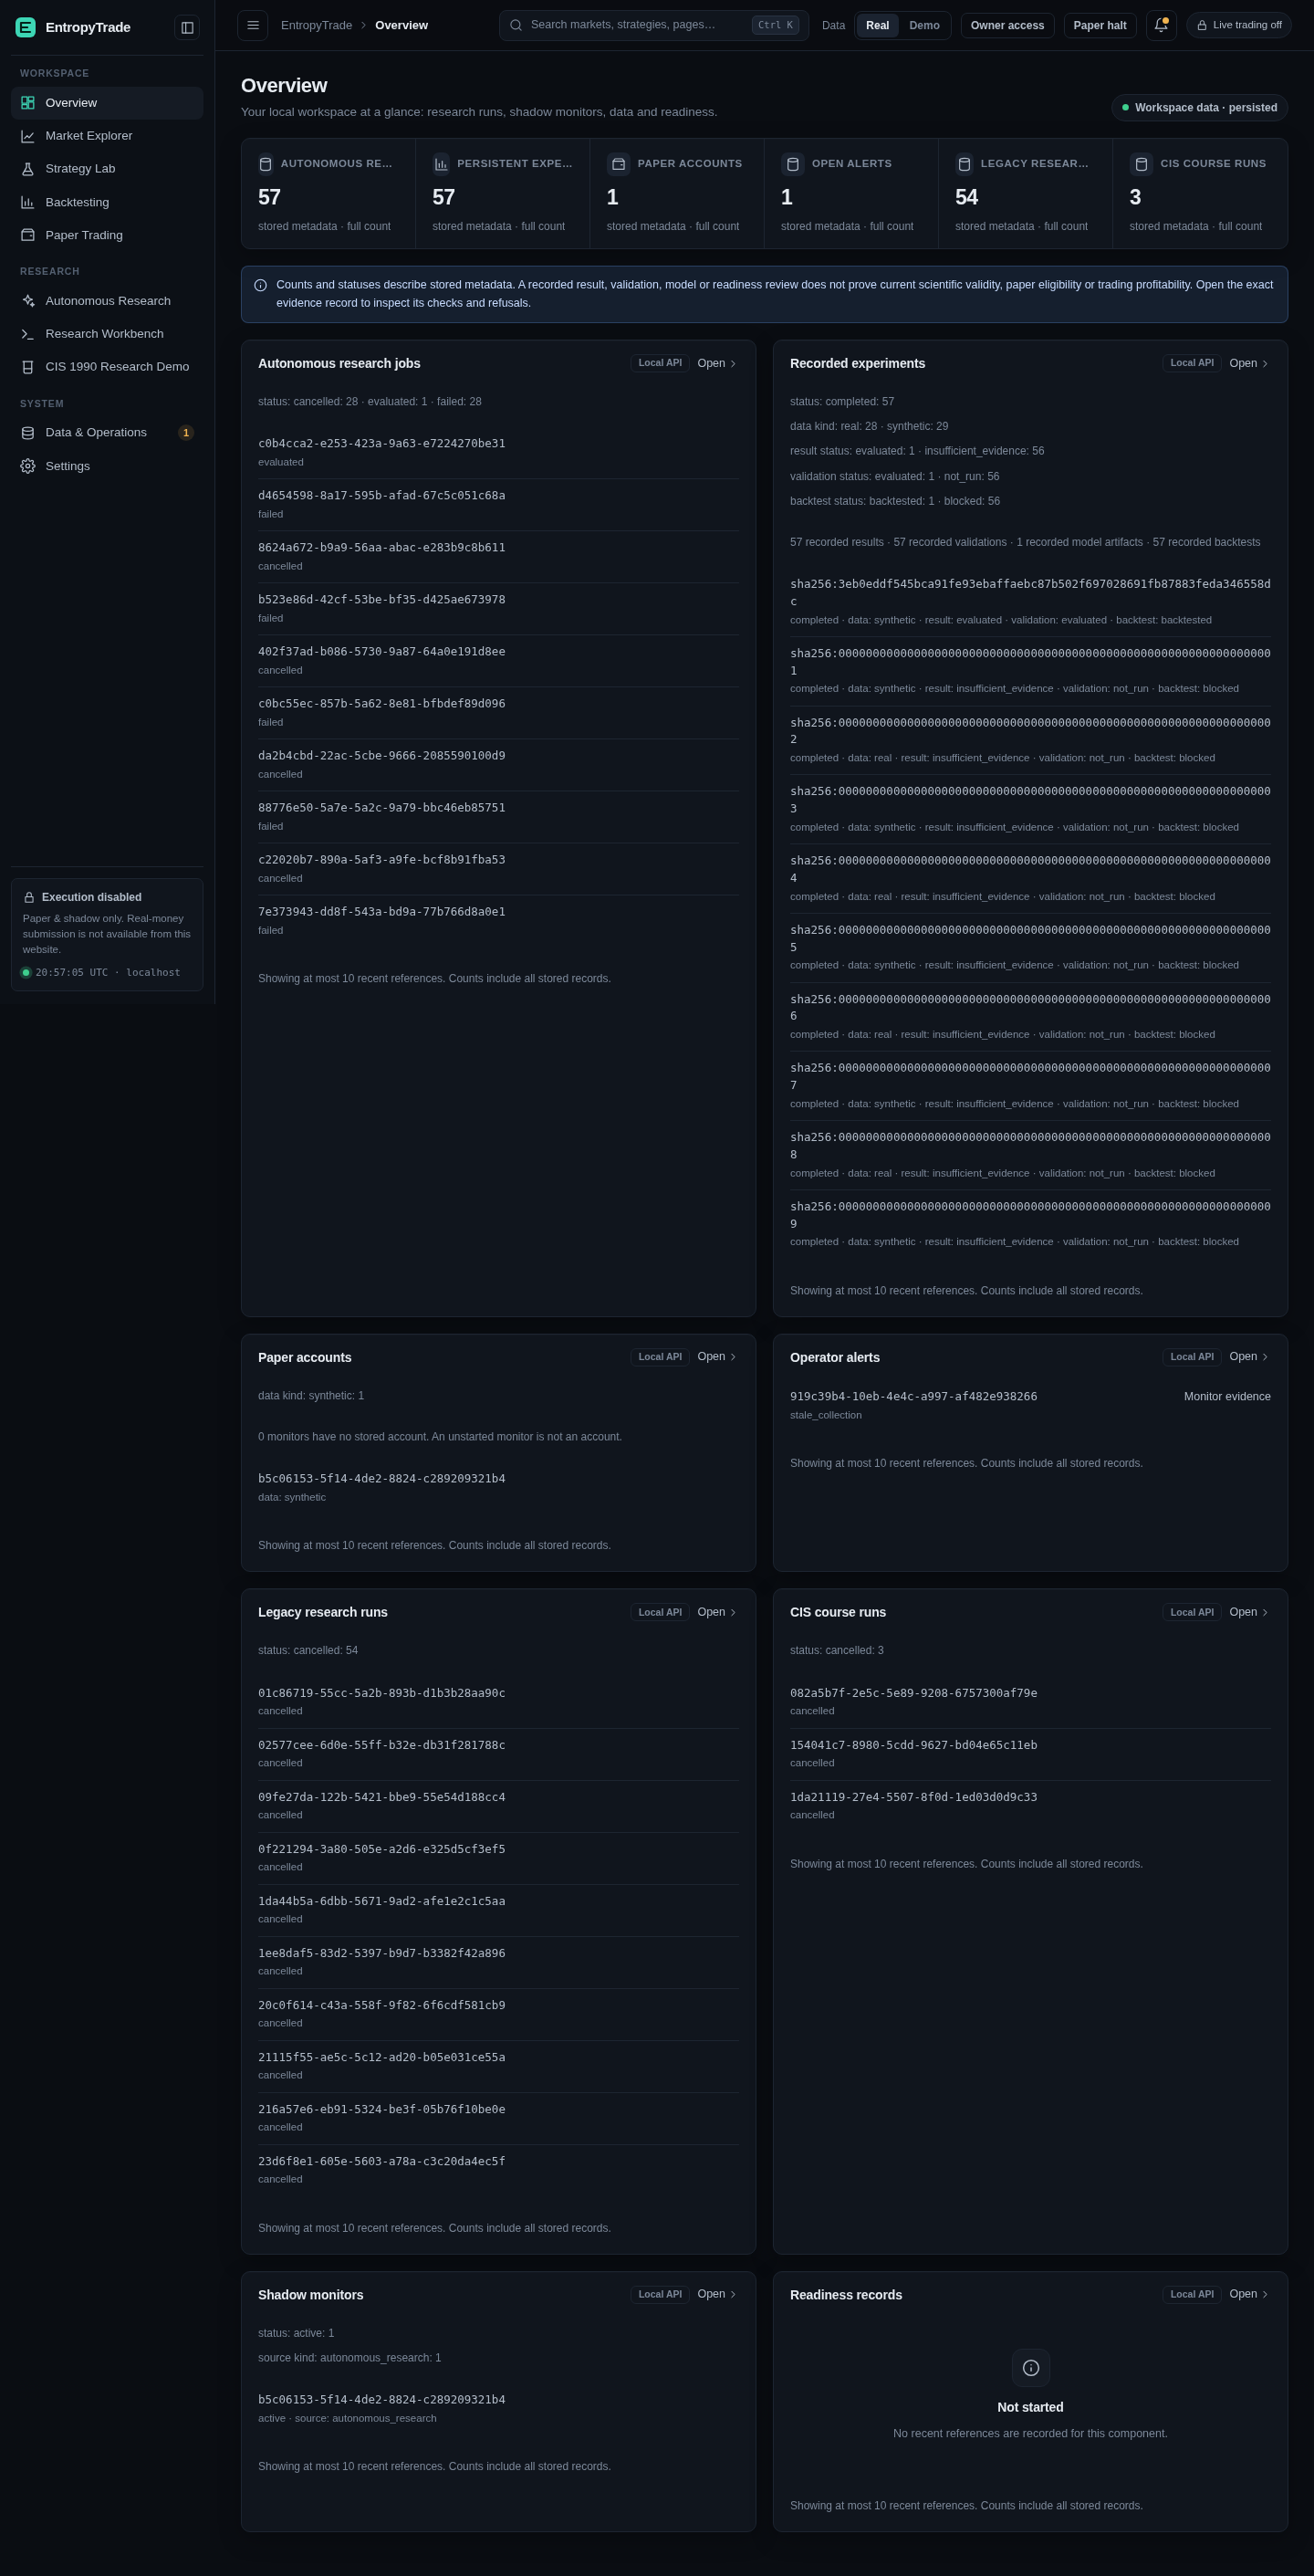 EntropyTrade
WORKSPACE
Overview
Market Explorer
Strategy Lab
Backtesting
Paper Trading
RESEARCH
Autonomous Research
Research Workbench
CIS 1990 Research Demo
SYSTEM
Data & Operations 1
Settings
Execution disabled
Paper & shadow only. Real-money
submission is not available from this
website.
20:57:05 UTC · localhost
EntropyTrade > Overview
Search markets, strategies, pages… Ctrl K
Data Real Demo Owner access Paper halt Live trading off
Overview
Your local workspace at a glance: research runs, shadow monitors, data and readiness.
Workspace data · persisted
AUTONOMOUS RE…
57
stored metadata · full count
PERSISTENT EXPE…
57
stored metadata · full count
PAPER ACCOUNTS
1
stored metadata · full count
OPEN ALERTS
1
stored metadata · full count
LEGACY RESEAR…
54
stored metadata · full count
CIS COURSE RUNS
3
stored metadata · full count
Counts and statuses describe stored metadata. A recorded result, validation, model or readiness review does not prove current scientific validity, paper eligibility or trading profitability. Open the exact
evidence record to inspect its checks and refusals.
Autonomous research jobs Local API Open >
status: cancelled: 28 · evaluated: 1 · failed: 28
c0b4cca2-e253-423a-9a63-e7224270be31
evaluated
d4654598-8a17-595b-afad-67c5c051c68a
failed
8624a672-b9a9-56aa-abac-e283b9c8b611
cancelled
b523e86d-42cf-53be-bf35-d425ae673978
failed
402f37ad-b086-5730-9a87-64a0e191d8ee
cancelled
c0bc55ec-857b-5a62-8e81-bfbdef89d096
failed
da2b4cbd-22ac-5cbe-9666-2085590100d9
cancelled
88776e50-5a7e-5a2c-9a79-bbc46eb85751
failed
c22020b7-890a-5af3-a9fe-bcf8b91fba53
cancelled
7e373943-dd8f-543a-bd9a-77b766d8a0e1
failed
Showing at most 10 recent references. Counts include all stored records.
Recorded experiments Local API Open >
status: completed: 57
data kind: real: 28 · synthetic: 29
result status: evaluated: 1 · insufficient_evidence: 56
validation status: evaluated: 1 · not_run: 56
backtest status: backtested: 1 · blocked: 56
57 recorded results · 57 recorded validations · 1 recorded model artifacts · 57 recorded backtests
sha256:3eb0eddf545bca91fe93ebaffaebc87b502f697028691fb87883feda346558d
c
completed · data: synthetic · result: evaluated · validation: evaluated · backtest: backtested
sha256:000000000000000000000000000000000000000000000000000000000000000
1
completed · data: synthetic · result: insufficient_evidence · validation: not_run · backtest: blocked
sha256:000000000000000000000000000000000000000000000000000000000000000
2
completed · data: real · result: insufficient_evidence · validation: not_run · backtest: blocked
sha256:000000000000000000000000000000000000000000000000000000000000000
3
completed · data: synthetic · result: insufficient_evidence · validation: not_run · backtest: blocked
sha256:000000000000000000000000000000000000000000000000000000000000000
4
completed · data: real · result: insufficient_evidence · validation: not_run · backtest: blocked
sha256:000000000000000000000000000000000000000000000000000000000000000
5
completed · data: synthetic · result: insufficient_evidence · validation: not_run · backtest: blocked
sha256:000000000000000000000000000000000000000000000000000000000000000
6
completed · data: real · result: insufficient_evidence · validation: not_run · backtest: blocked
sha256:000000000000000000000000000000000000000000000000000000000000000
7
completed · data: synthetic · result: insufficient_evidence · validation: not_run · backtest: blocked
sha256:000000000000000000000000000000000000000000000000000000000000000
8
completed · data: real · result: insufficient_evidence · validation: not_run · backtest: blocked
sha256:000000000000000000000000000000000000000000000000000000000000000
9
completed · data: synthetic · result: insufficient_evidence · validation: not_run · backtest: blocked
Showing at most 10 recent references. Counts include all stored records.
Paper accounts Local API Open >
data kind: synthetic: 1
0 monitors have no stored account. An unstarted monitor is not an account.
b5c06153-5f14-4de2-8824-c289209321b4
data: synthetic
Showing at most 10 recent references. Counts include all stored records.
Operator alerts Local API Open >
919c39b4-10eb-4e4c-a997-af482e938266 Monitor evidence
stale_collection
Showing at most 10 recent references. Counts include all stored records.
Legacy research runs Local API Open >
status: cancelled: 54
01c86719-55cc-5a2b-893b-d1b3b28aa90c
cancelled
02577cee-6d0e-55ff-b32e-db31f281788c
cancelled
09fe27da-122b-5421-bbe9-55e54d188cc4
cancelled
0f221294-3a80-505e-a2d6-e325d5cf3ef5
cancelled
1da44b5a-6dbb-5671-9ad2-afe1e2c1c5aa
cancelled
1ee8daf5-83d2-5397-b9d7-b3382f42a896
cancelled
20c0f614-c43a-558f-9f82-6f6cdf581cb9
cancelled
21115f55-ae5c-5c12-ad20-b05e031ce55a
cancelled
216a57e6-eb91-5324-be3f-05b76f10be0e
cancelled
23d6f8e1-605e-5603-a78a-c3c20da4ec5f
cancelled
Showing at most 10 recent references. Counts include all stored records.
CIS course runs Local API Open >
status: cancelled: 3
082a5b7f-2e5c-5e89-9208-6757300af79e
cancelled
154041c7-8980-5cdd-9627-bd04e65c11eb
cancelled
1da21119-27e4-5507-8f0d-1ed03d0d9c33
cancelled
Showing at most 10 recent references. Counts include all stored records.
Shadow monitors Local API Open >
status: active: 1
source kind: autonomous_research: 1
b5c06153-5f14-4de2-8824-c289209321b4
active · source: autonomous_research
Showing at most 10 recent references. Counts include all stored records.
Readiness records Local API Open >
Not started
No recent references are recorded for this component.
Showing at most 10 recent references. Counts include all stored records.